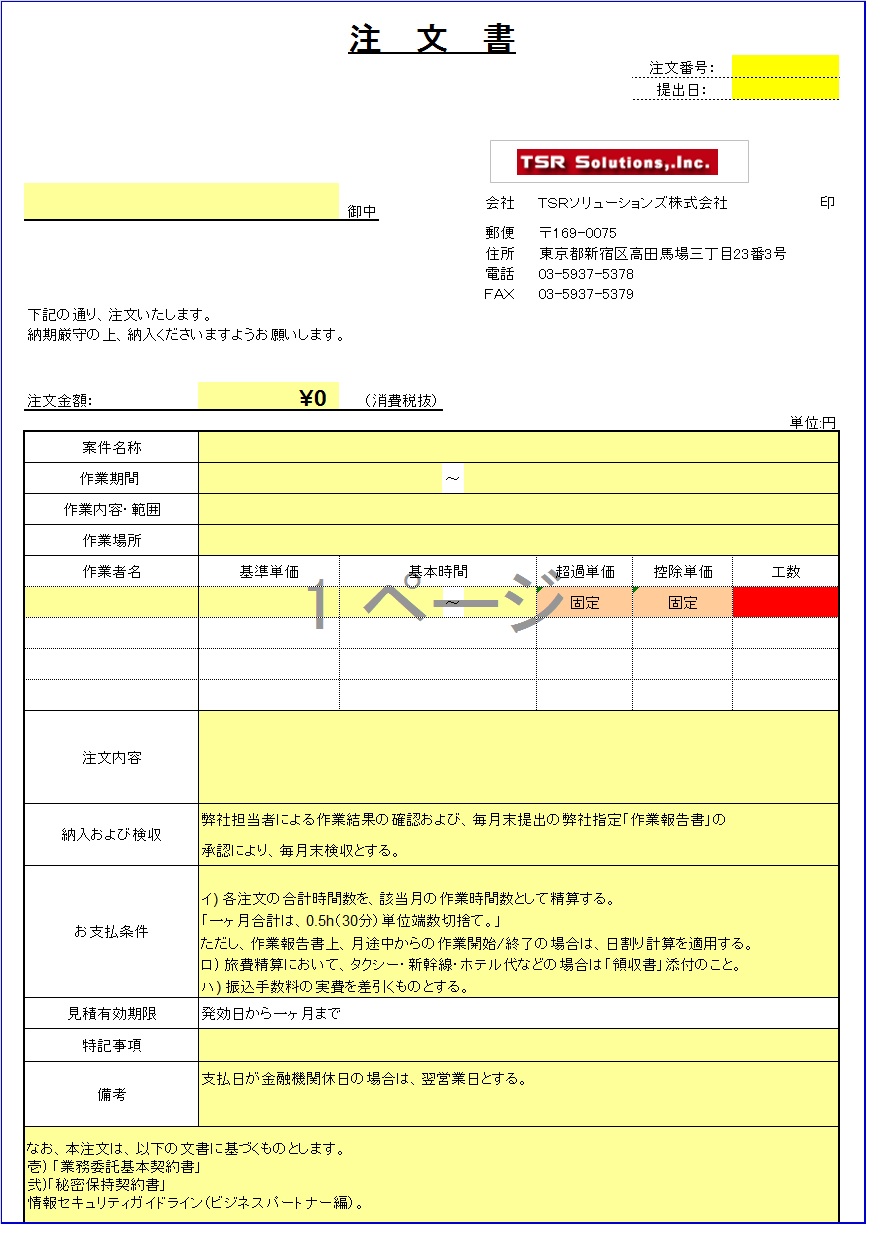 注　文　書
注文番号：
提出日：
TSR Solutions,.Inc.
御中
会社　TSRソリューションズ株式会社　印
郵便　〒169-0075
住所　東京都新宿区高田馬場三丁目23番3号
電話　03-5937-5378
FAX　03-5937-5379
下記の通り、注文いたします。
納期厳守の上、納入くださいますようお願いします。
注文金額：　¥0　（消費税抜）
単位:円
案件名称
作業期間　～
作業内容・範囲
作業場所
作業者名　基準単価　基本時間　超過単価　控除単価　工数
～　固定　固定
1 ページ
注文内容
納入および検収
弊社担当者による作業結果の確認および、毎月末提出の弊社指定「作業報告書」の
承認により、毎月末検収とする。
お支払条件
イ）各注文の合計時間数を、該当月の作業時間数として精算する。
「一ヶ月合計は、0.5h（30分）単位端数切捨て。」
ただし、作業報告書上、月途中からの作業開始/終了の場合は、日割り計算を適用する。
ロ）旅費精算において、タクシー・新幹線・ホテル代などの場合は「領収書」添付のこと。
ハ）振込手数料の実費を差引くものとする。
見積有効期限　発効日から一ヶ月まで
特記事項
備考　支払日が金融機関休日の場合は、翌営業日とする。
なお、本注文は、以下の文書に基づくものとします。
壱）「業務委託基本契約書」
弐）「秘密保持契約書」
情報セキュリティガイドライン（ビジネスパートナー編）。